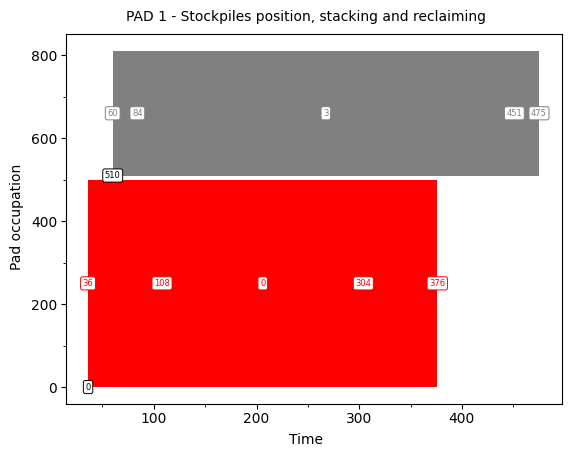 PAD 1 - Stockpiles position, stacking and reclaiming
Pad occupation
800
600
400
200
0
60 84 3 451 475
510
36 108 0 304 376
0
100 200 300 400
Time